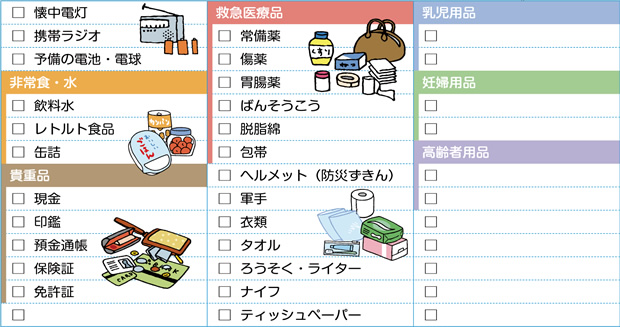 懐中電灯
携帯ラジオ
予備の電池・電球
非常食・水
飲料水
レトルト食品
缶詰
カンパン
ごはん
貴重品
現金
印鑑
預金通帳
保険証
免許証
CARD
救急医療品
常備薬
傷薬
胃腸薬
ばんそうこう
脱脂綿
包帯
くすり
ヘルメット（防災ずきん）
軍手
衣類
タオル
ろうそく・ライター
ナイフ
ティッシュペーパー
乳児用品
妊婦用品
高齢者用品